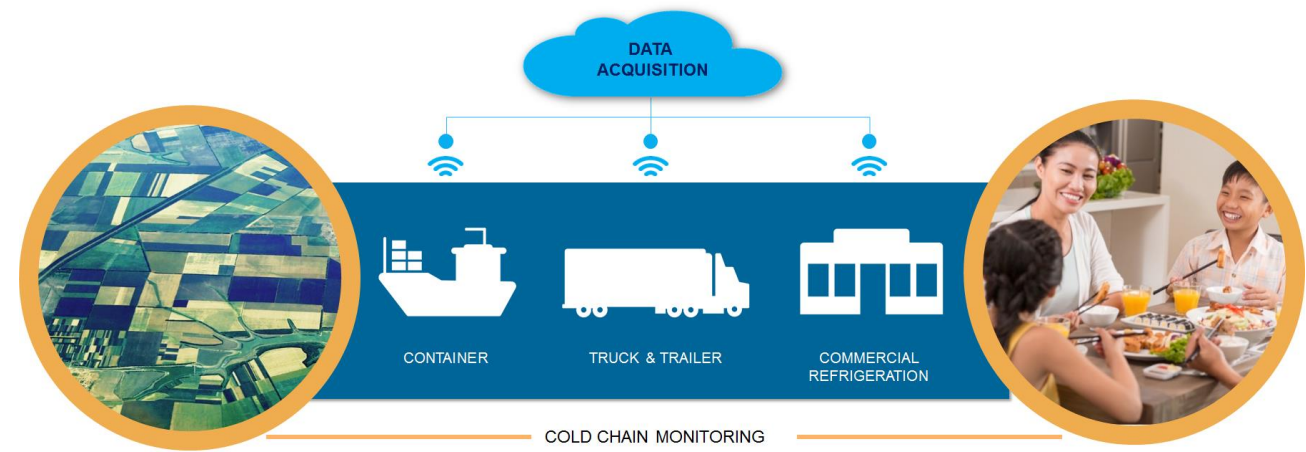 DATA
ACQUISITION
CONTAINER
TRUCK & TRAILER
COMMERCIAL
REFRIGERATION
COLD CHAIN MONITORING